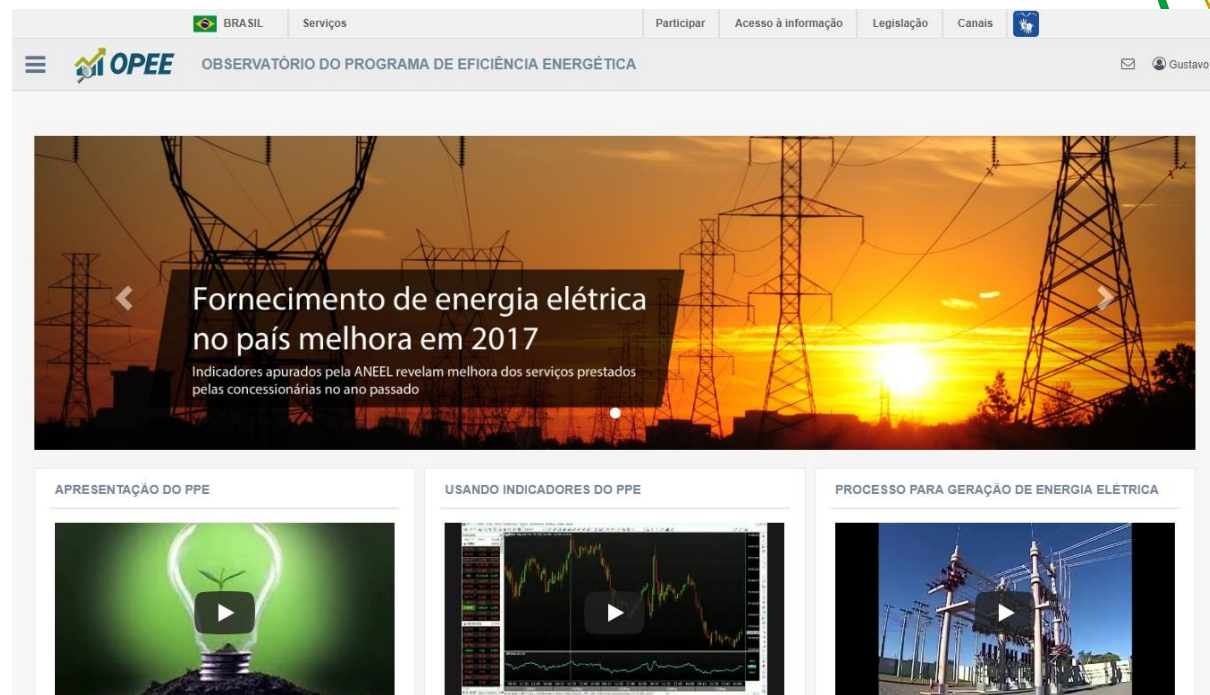 BRASIL Serviços Participar Acesso à informação Legislação Canais
OPEE OBSERVATÓRIO DO PROGRAMA DE EFICIÊNCIA ENERGÉTICA Gustavo
Fornecimento de energia elétrica
no país melhora em 2017
Indicadores apurados pela ANEEL revelam melhora dos serviços prestados
pelas concessionárias no ano passado
APRESENTAÇÃO DO PPE
USANDO INDICADORES DO PPE
PROCESSO PARA GERAÇÃO DE ENERGIA ELÉTRICA